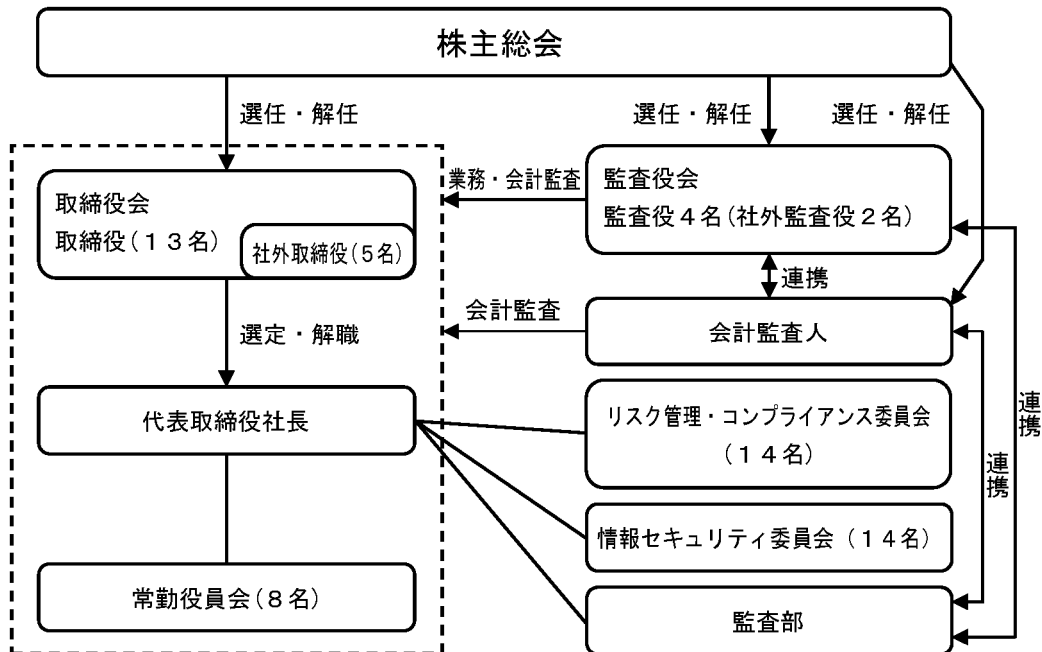 株主総会
選任・解任
選任・解任
選任・解任
取締役会
取締役(13名)
社外取締役(5名)
業務・会計監査
監査役会
監査役4名(社外監査役2名)
連携
選定・解職
会計監査
会計監査人
代表取締役社長
リスク管理・コンプライアンス委員会
(14名)
連携
連携
情報セキュリティ委員会(14名)
常勤役員会(8名)
監査部